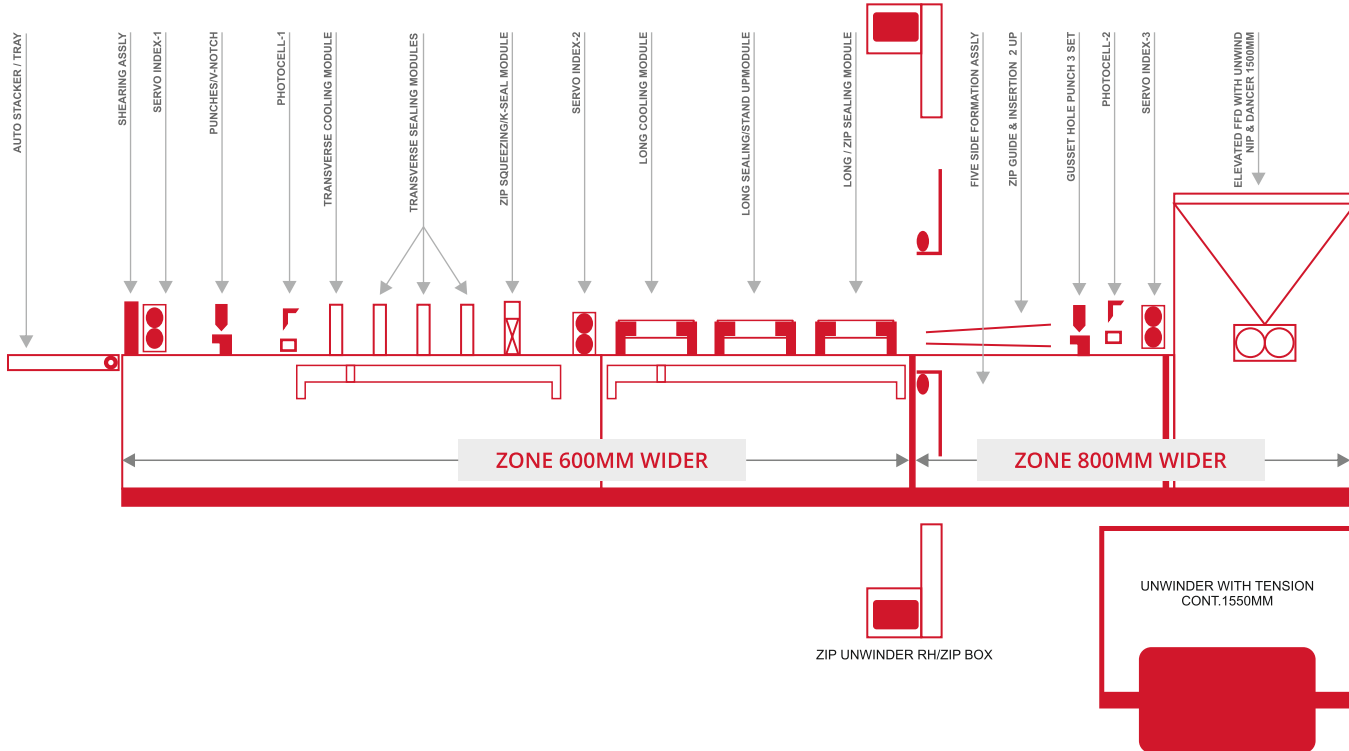 AUTO STACKER / TRAY
SHEARING ASSLY
SERVO INDEX-1
PUNCHES/V-NOTCH
PHOTOCELL-1
TRANSVERSE COOLING MODULE
TRANSVERSE SEALING MODULES
ZIP SQUEEZING/K-SEAL MODULE
SERVO INDEX-2
LONG COOLING MODULE
LONG SEALING/STAND UPMODULE
LONG / ZIP SEALING MODULE
FIVE SIDE FORMATION ASSLY
ZIP GUIDE & INSERTION 2 UP
GUSSET HOLE PUNCH 3 SET
PHOTOCELL-2
SERVO INDEX-3
ELEVATED FFD WITH UNWIND
NIP & DANCER 1500MM
ZONE 600MM WIDER
ZONE 800MM WIDER
UNWINDER WITH TENSION
CONT.1550MM
ZIP UNWINDER RH/ZIP BOX